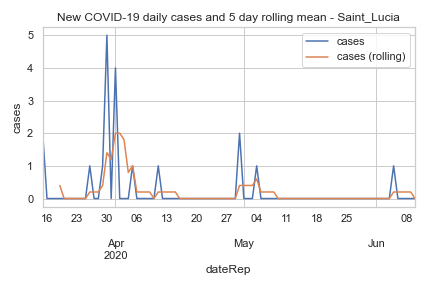 New COVID-19 daily cases and 5 day rolling mean - Saint_Lucia
cases
cases (rolling)
5
4
3
2
1
0
cases
16 23 30 06 13 20 27 04 11 18 25 08
Apr May Jun
2020
dateRep